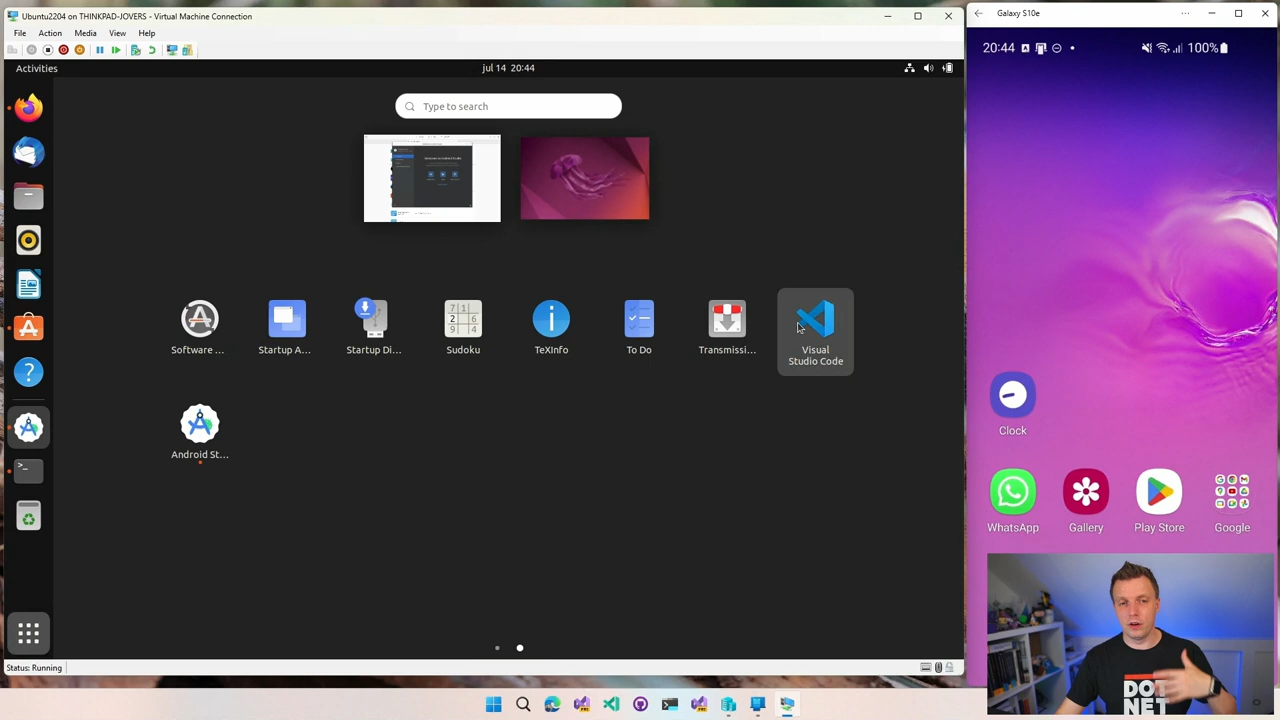 Ubuntu2204 on THINKPAD-JOVERS - Virtual Machine Connection
File Action Media View Help
Activities
jul 14 20:44
Type to search
Software ...
Startup A...
Startup Di...
Sudoku
TeXInfo
To Do
Transmissi...
Visual
Studio Code
Android St...
Status: Running
Galaxy S10e
20:44
100%
Clock
WhatsApp
Gallery
Play Store
Google
DOT
NET